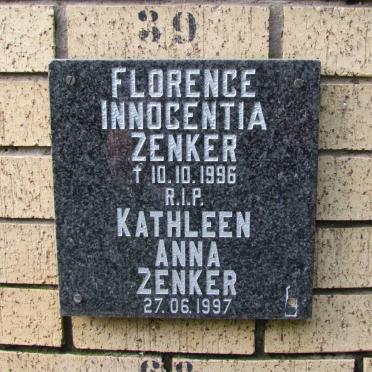 39
FLORENCE
INNOCENTIA
ZENKER
† 10.10.1996
R.I.P.
KATHLEEN
ANNA
ZENKER
27.06.1997